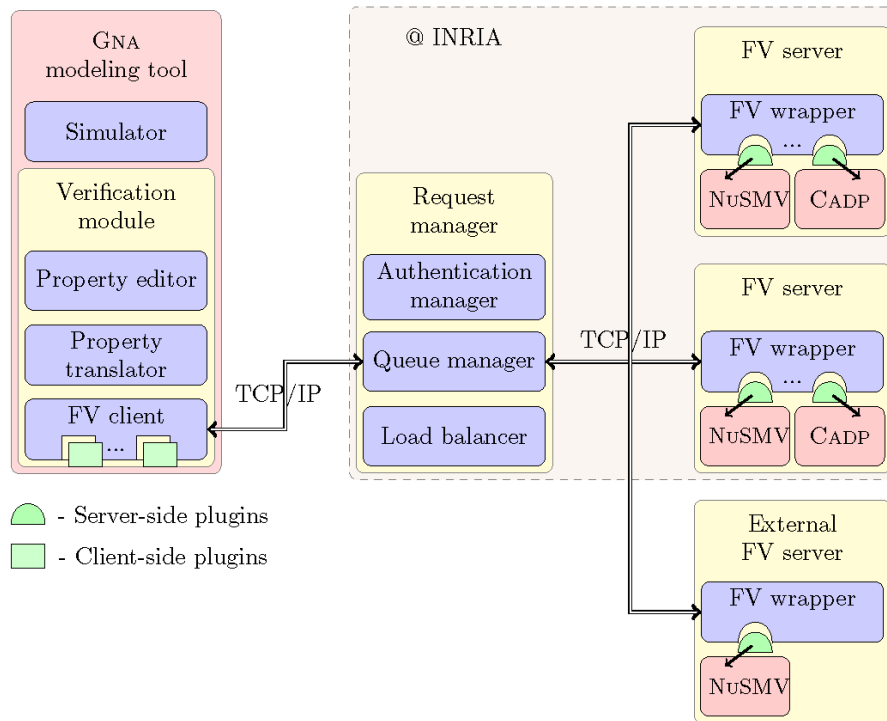 GNA
modeling tool
Simulator
Verification
module
Property editor
Property
translator
FV client
...
TCP/IP
@ INRIA
Request
manager
Authentication
manager
Queue manager
Load balancer
TCP/IP
FV server
FV wrapper
...
NUSMV
CADP
FV server
FV wrapper
...
NUSMV
CADP
External
FV server
FV wrapper
NUSMV
- Server-side plugins
- Client-side plugins